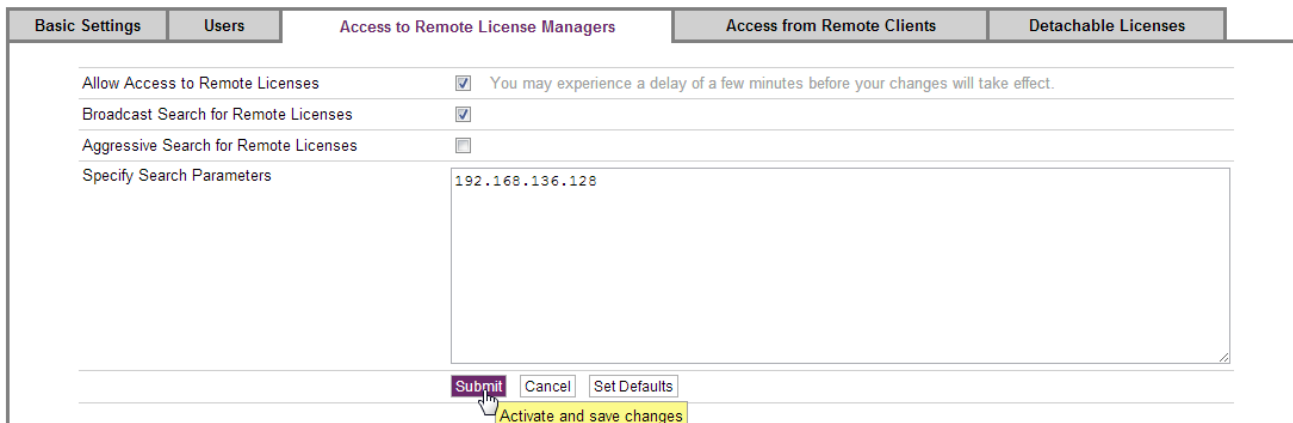 Basic Settings Users Access to Remote License Managers Access from Remote Clients Detachable Licenses
Allow Access to Remote Licenses You may experience a delay of a few minutes before your changes will take effect.
Broadcast Search for Remote Licenses
Aggressive Search for Remote Licenses
Specify Search Parameters 192.168.136.128
Submit Cancel Set Defaults
Activate and save changes